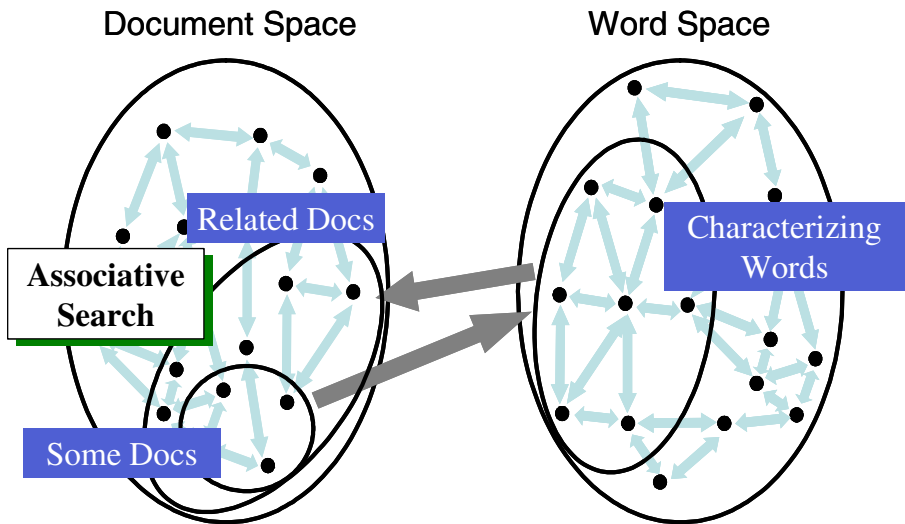 Document Space
Word Space
Related Docs
Characterizing
Words
Associative
Search
Some Docs